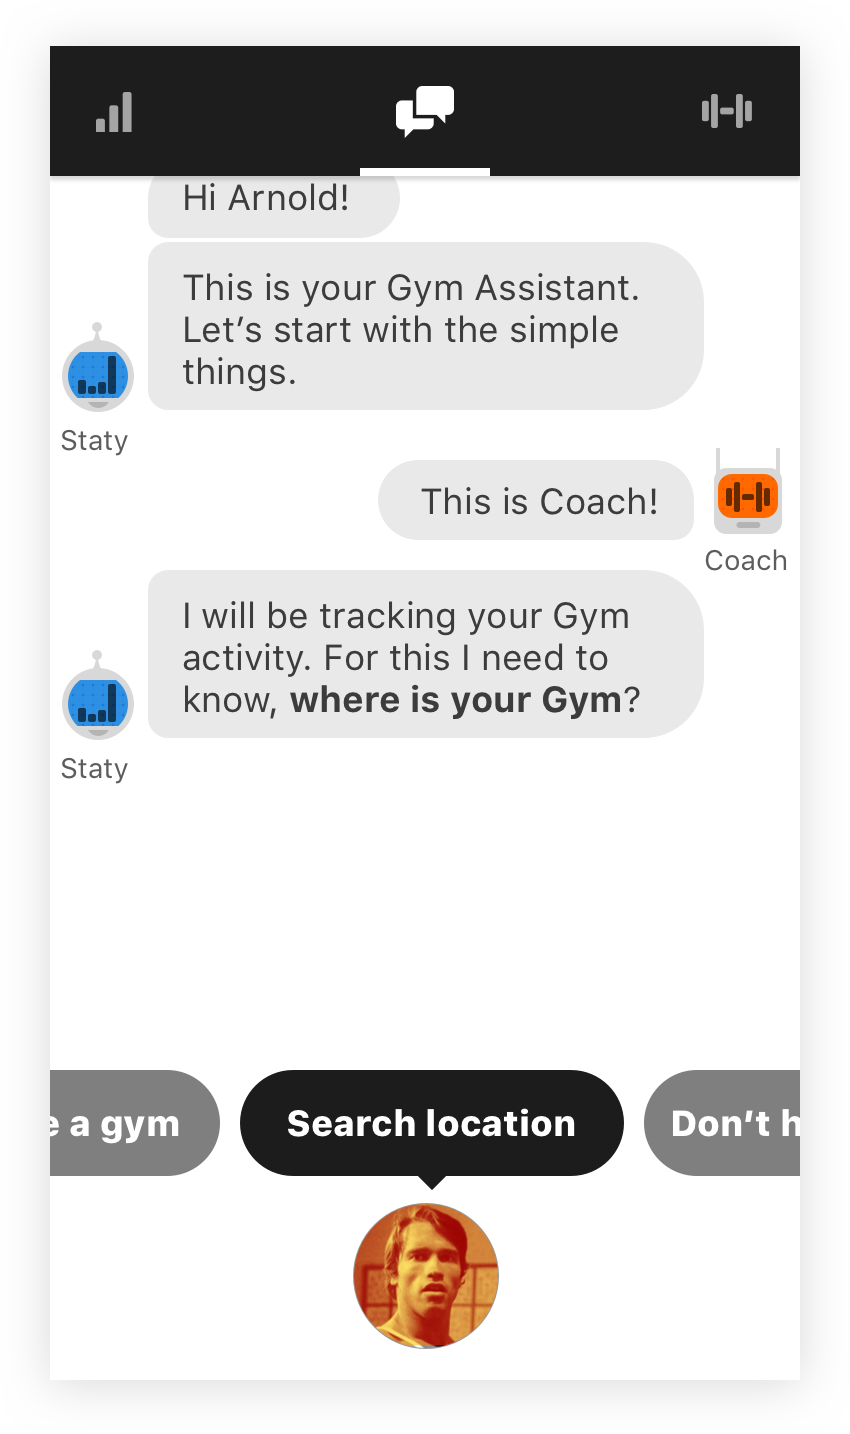 Hi Arnold!
This is your Gym Assistant.
Let’s start with the simple
things.
Staty
This is Coach!
Coach
I will be tracking your Gym
activity. For this I need to
know, where is your Gym?
Staty
e a gym
Search location
Don’t h